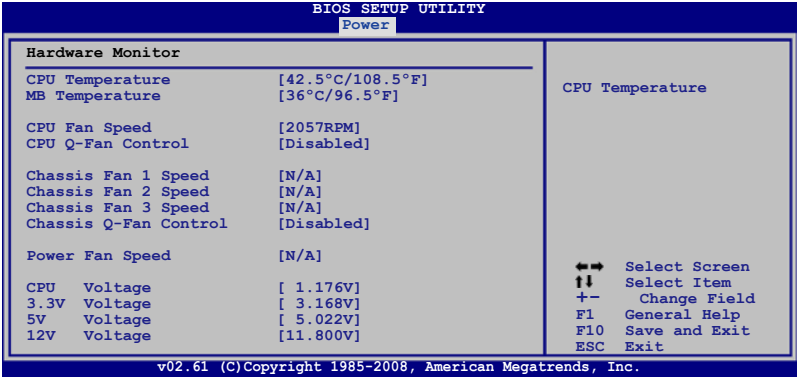 BIOS SETUP UTILITY
Power
Hardware Monitor
CPU Temperature [42.5ºC/108.5ºF]
MB Temperature [36ºC/96.5ºF]
CPU Fan Speed [2057RPM]
CPU Q-Fan Control [Disabled]
Chassis Fan 1 Speed [N/A]
Chassis Fan 2 Speed [N/A]
Chassis Fan 3 Speed [N/A]
Chassis Q-Fan Control [Disabled]
Power Fan Speed [N/A]
CPU Voltage [ 1.176V]
3.3V Voltage [ 3.168V]
5V Voltage [ 5.022V]
12V Voltage [11.800V]
CPU Temperature
←→ Select Screen
↑↓ Select Item
+- Change Field
F1 General Help
F10 Save and Exit
ESC Exit
v02.61 (C)Copyright 1985-2008, American Megatrends, Inc.